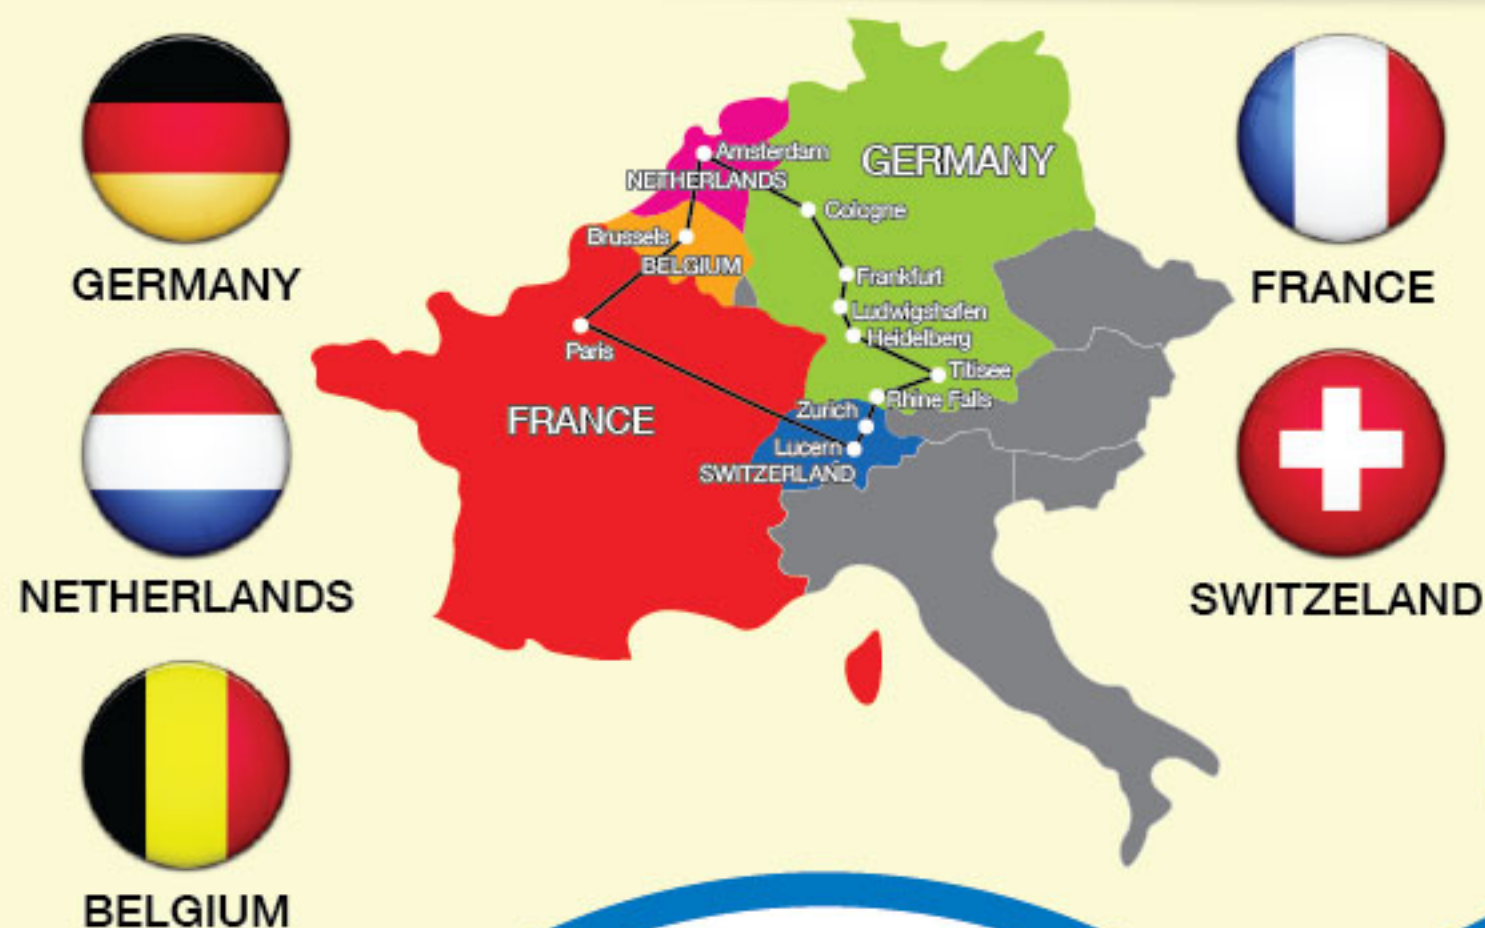 GERMANY
NETHERLANDS
BELGIUM
Amsterdam
NETHERLANDS
GERMANY
Cologne
Brussels
BELGIUM
Frankfurt
Ludwigshafen
Heidelberg
Paris
Titisee
Rhine Falls
Zurich
FRANCE
Lucern
SWITZERLAND
FRANCE
SWITZELAND